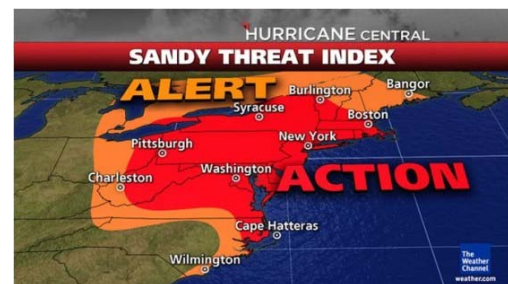 HURRICANE CENTRAL
SANDY THREAT INDEX
ALERT
Burlington
Bangor
Syracuse
Boston
New York
Pittsburgh
Washington
ACTION
Charleston
Cape Hatteras
Wilmington
The
Weather
Channel
weather.com